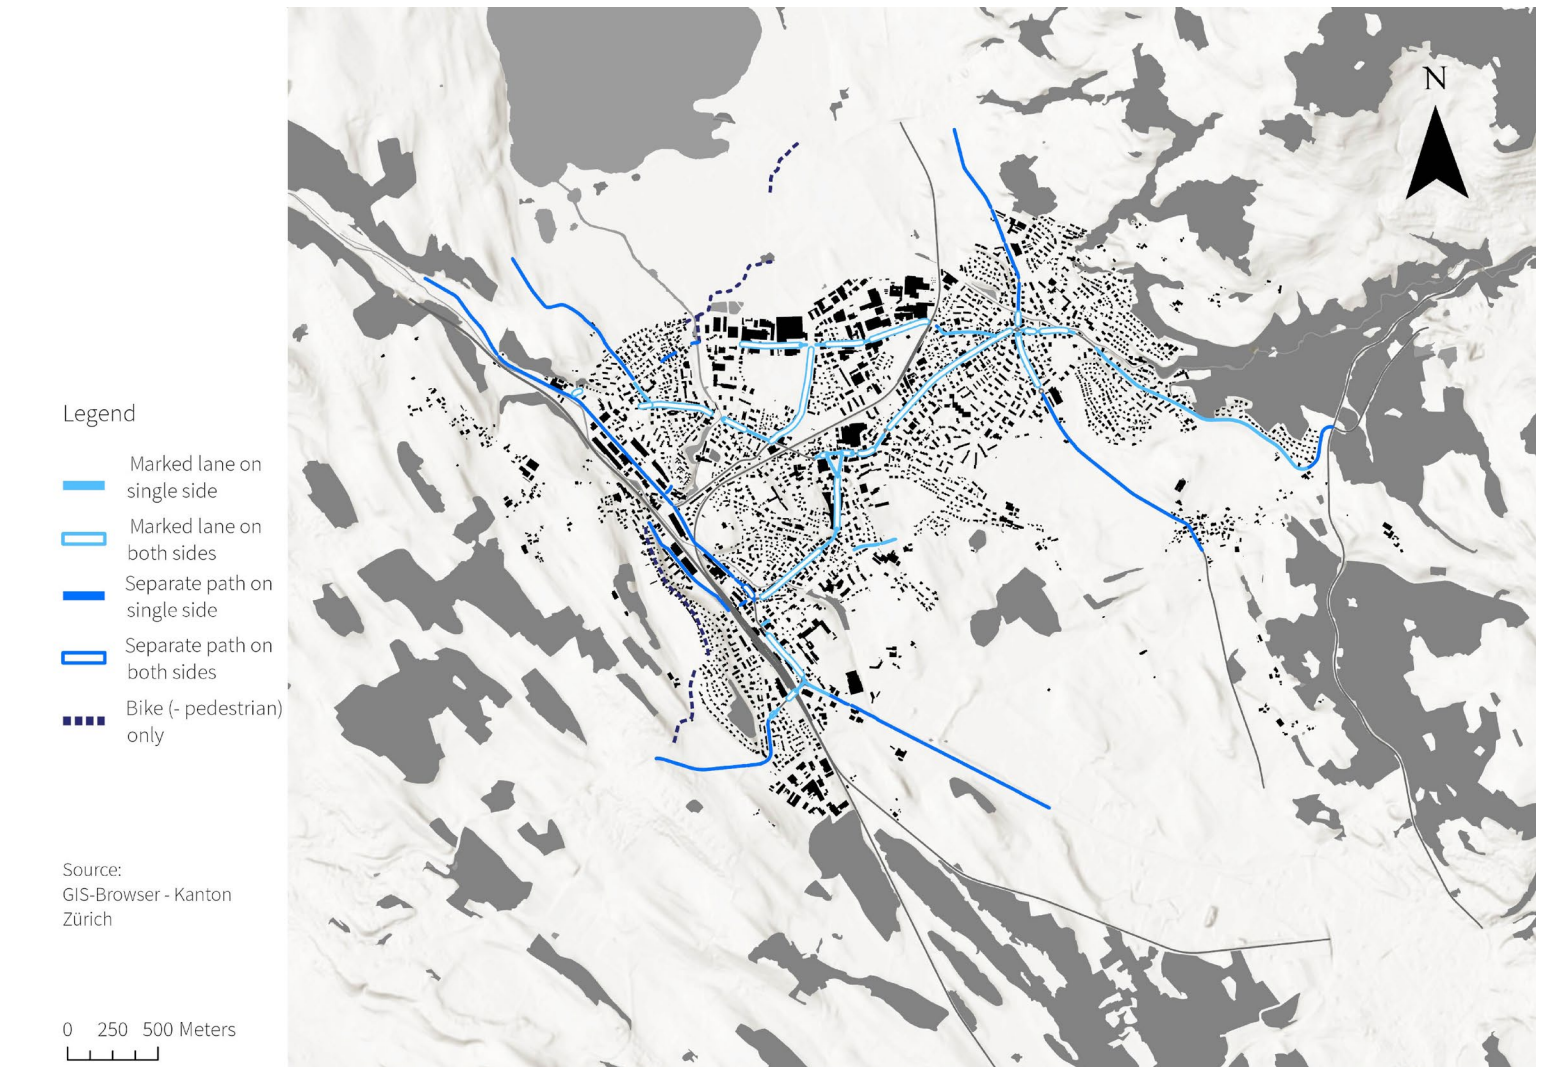 N
Legend
Marked lane on
single side
Marked lane on
both sides
Separate path on
single side
Separate path on
both sides
Bike (- pedestrian)
only
Source:
GIS-Browser - Kanton
Zürich
0 250 500 Meters